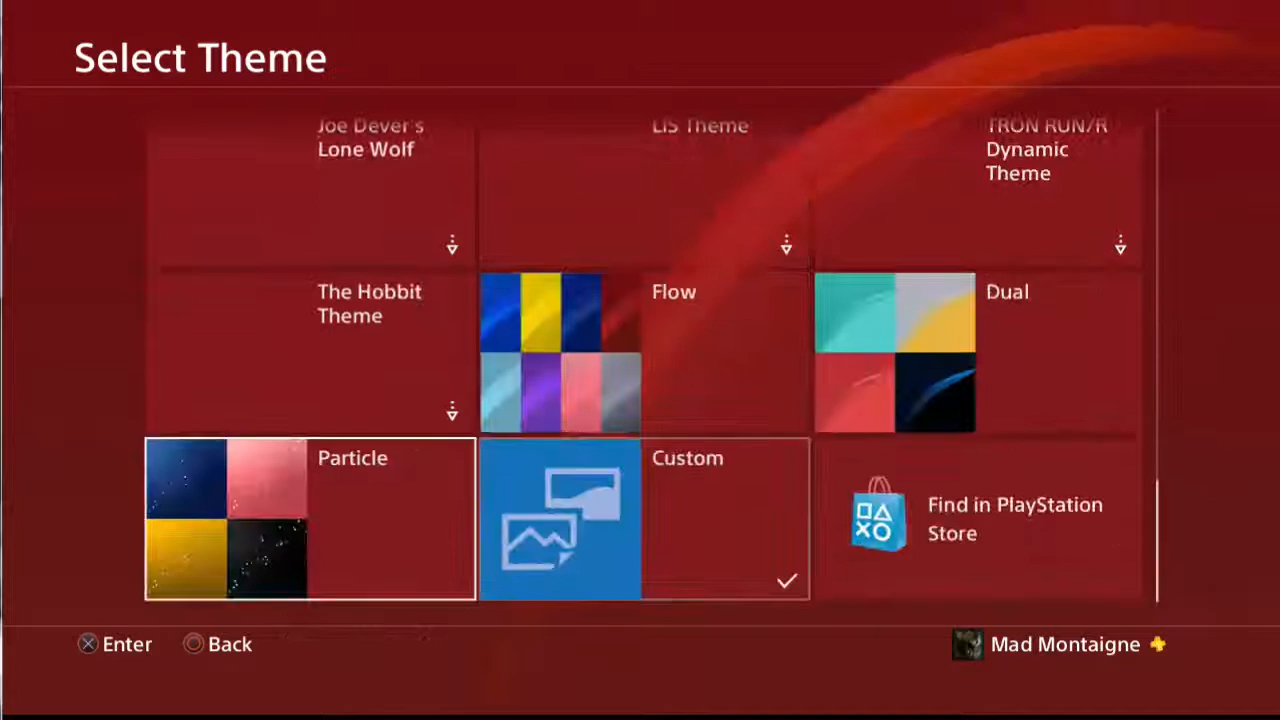 Select Theme
Joe Dever's
Lone Wolf
LIS Theme
TRON RUN/R
Dynamic
Theme
The Hobbit
Theme
Flow
Dual
Particle
Custom
Find in PlayStation
Store
Enter
Back
Mad Montaigne